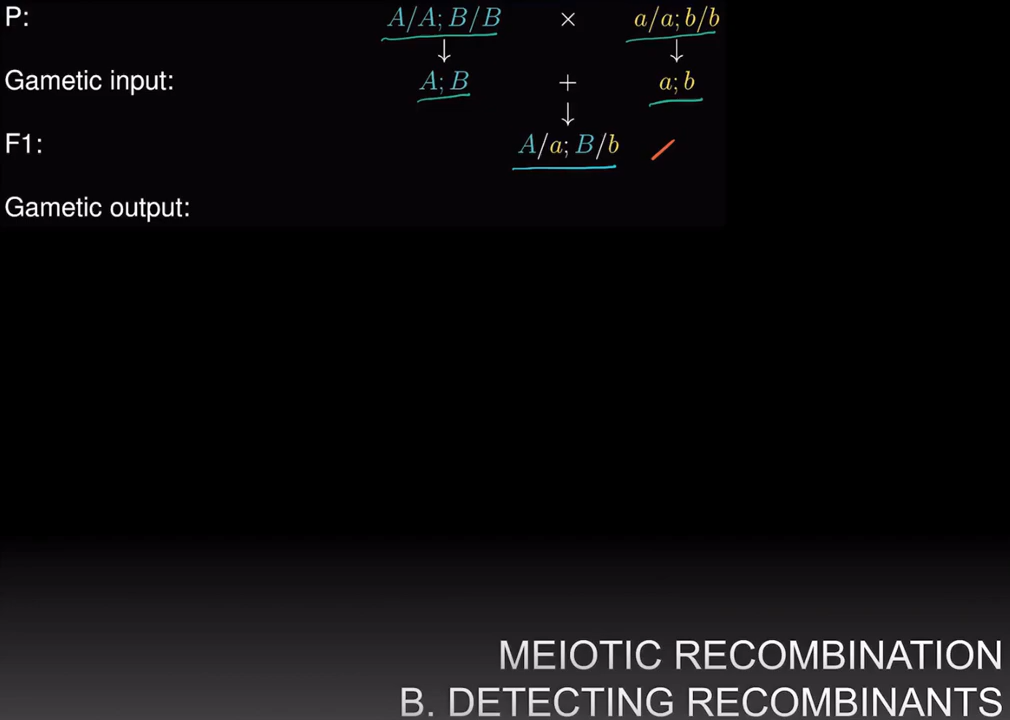 P: A/A; B/B × a/a; b/b
↓ ↓
Gametic input: A; B + a; b
↓
F1: A/a; B/b
Gametic output:
MEIOTIC RECOMBINATION
B. DETECTING RECOMBINANTS